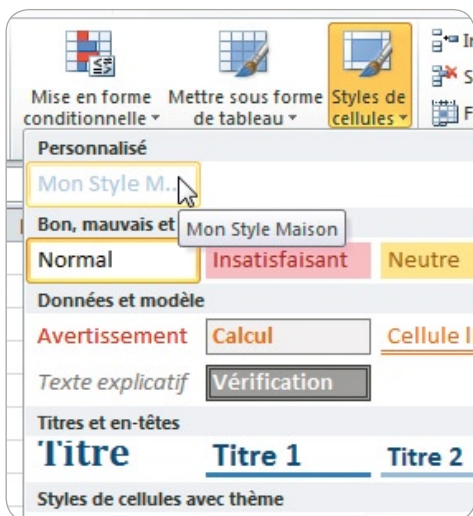 Mise en forme conditionnelle
Mettre sous forme de tableau
Styles de cellules
Personnalisé
Mon Style M...
Mon Style Maison
Bon, mauvais et
Normal
Insatisfaisant
Neutre
Données et modèle
Avertissement
Calcul
Cellule
Texte explicatif
Vérification
Titres et en-têtes
Titre
Titre 1
Titre 2
Styles de cellules avec thème